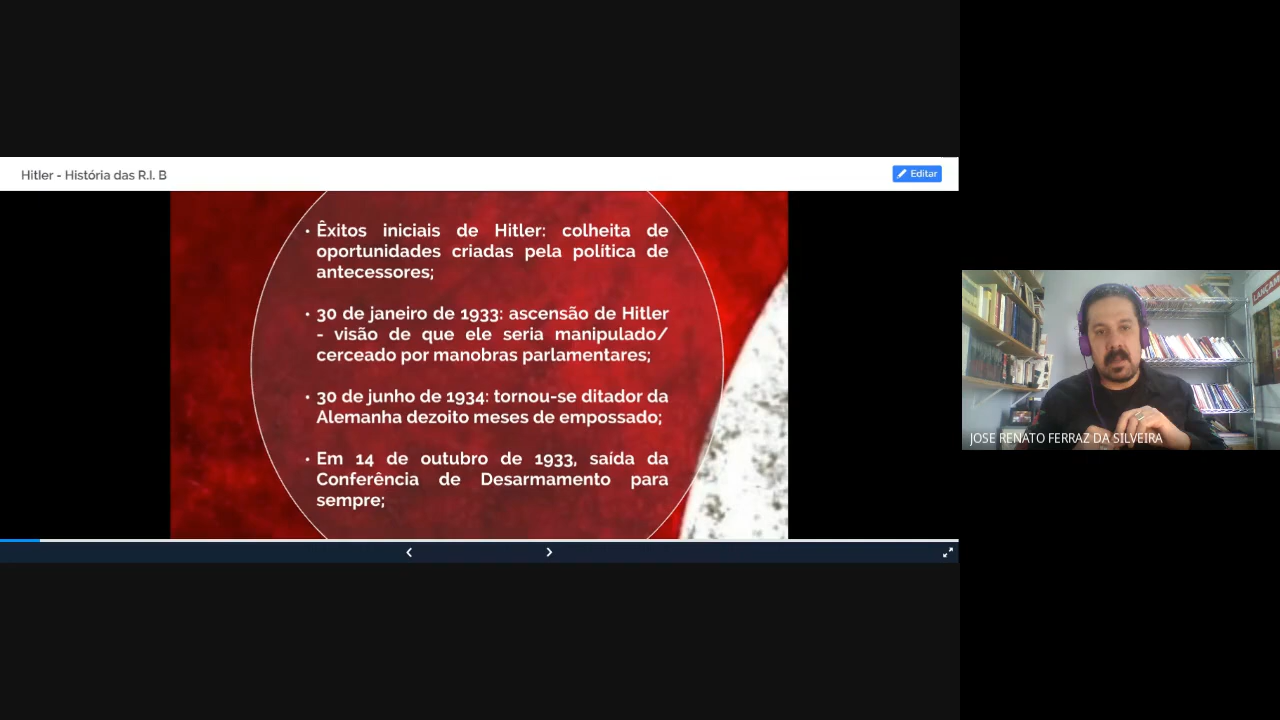 Hitler - História das R.I. B
Editar
• Êxitos iniciais de Hitler: colheita de
oportunidades criadas pela política de
antecessores;
• 30 de janeiro de 1933: ascensão de Hitler
- visão de que ele seria manipulado/
cerceado por manobras parlamentares;
• 30 de junho de 1934: tornou-se ditador da
Alemanha dezoito meses de empossado;
• Em 14 de outubro de 1933, saída da
Conferência de Desarmamento para
sempre;
JOSE RENATO FERRAZ DA SILVEIRA